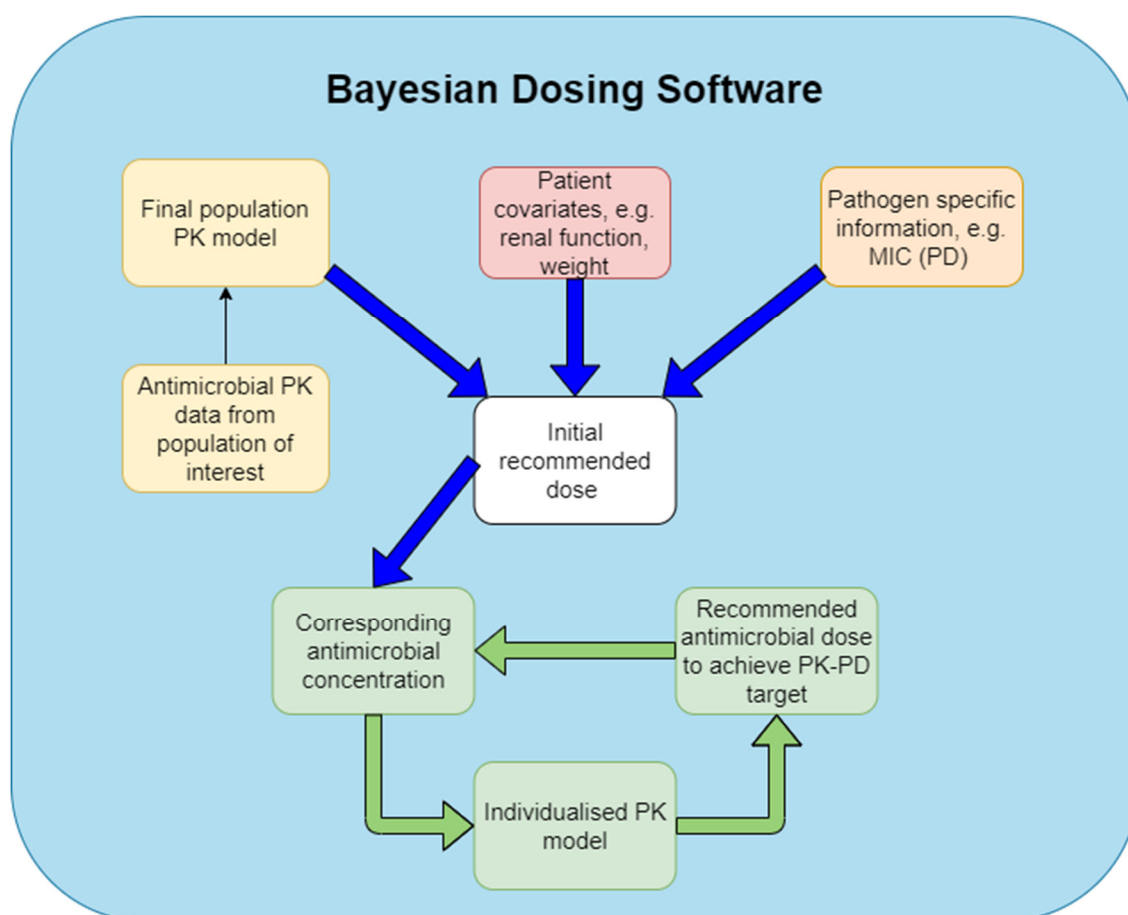 Bayesian Dosing Software
Final population
PK model
Patient
covariates, e.g.
renal function,
weight
Pathogen specific
information, e.g.
MIC (PD)
Antimicrobial PK
data from
population of
interest
Initial
recommended
dose
Corresponding
antimicrobial
concentration
Recommended
antimicrobial dose
to achieve PK-PD
target
Individualised PK
model